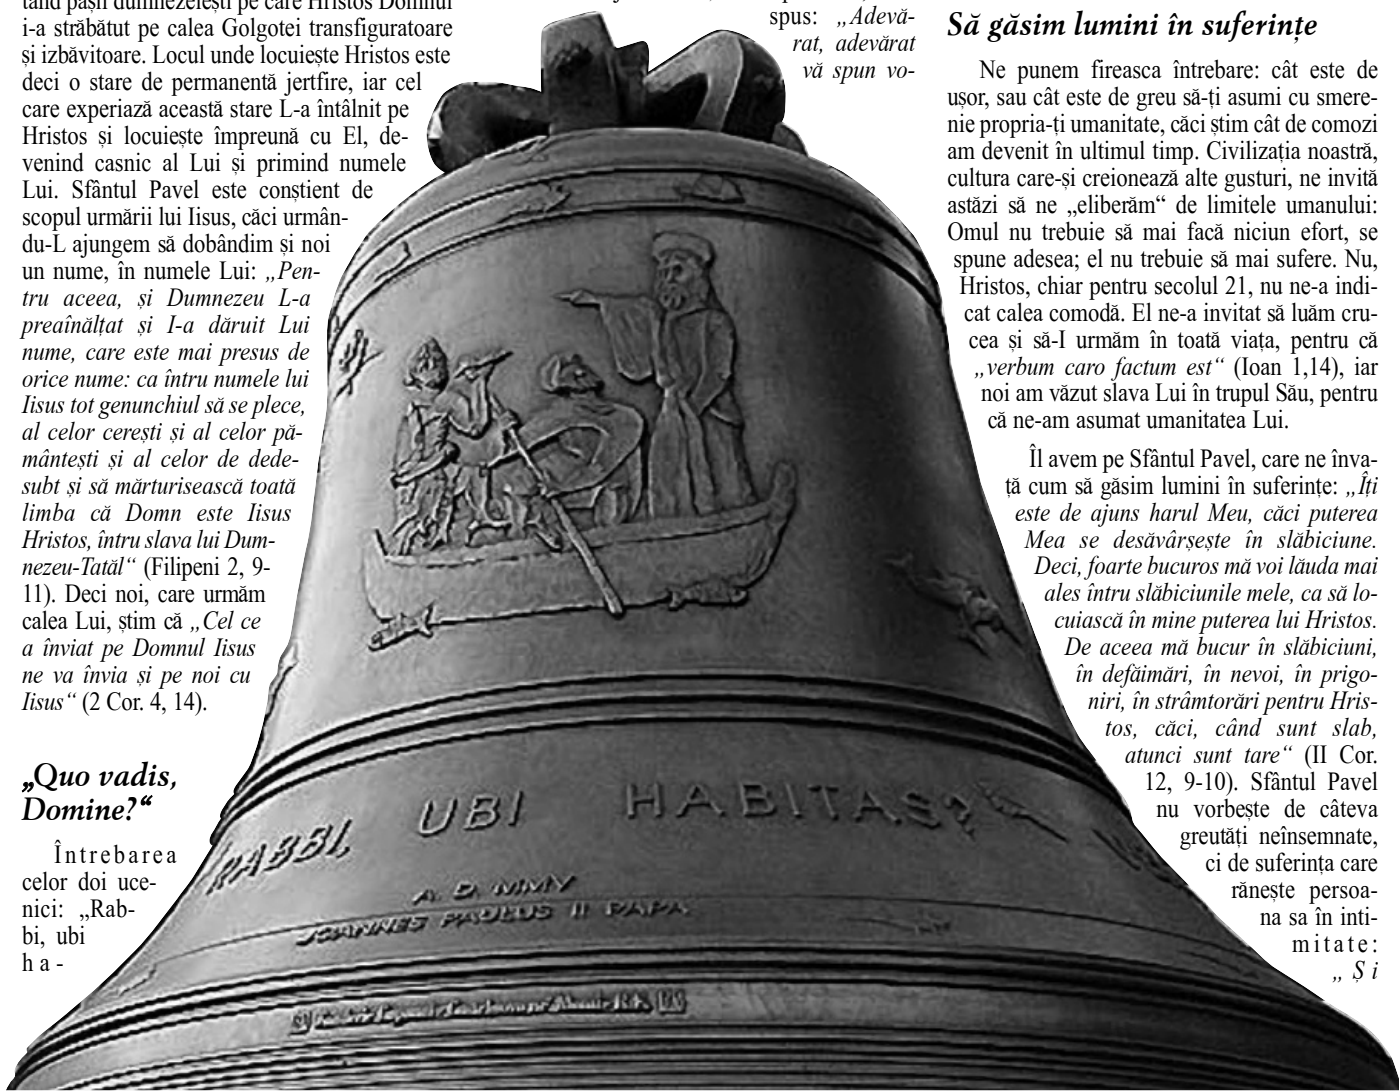 i-a străbătut pe calea Golgotei transfiguratoare
și izbăvitoare. Locul unde locuiește Hristos este
deci o stare de permanentă jertfire, iar cel
care experiază această stare L-a întâlnit pe
Hristos și locuiește împreună cu El, de-
venind casnic al Lui și primind numele
Lui. Sfântul Pavel este conștient de
scopul urmării lui Iisus, căci urmân-
du-L ajungem să dobândim și noi
un nume, în numele Lui: „Pen-
tru aceea, și Dumnezeu L-a
preaînălțat și I-a dăruit Lui
nume, care este mai presus de
orice nume: ca întru numele lui
Iisus tot genunchiul să se plece,
al celor cerești și al celor pă-
mântești și al celor de dede-
subt și să mărturisească toată
limba că Domn este Iisus
Hristos, întru slava lui Dum-
nezeu-Tatăl“ (Filipeni 2, 9-
11). Deci noi, care urmăm
calea Lui, știm că „Cel ce
a înviat pe Domnul Iisus
ne va învia și pe noi cu
Iisus“ (2 Cor. 4, 14).
„Quo vadis,
Domine?“
Întrebarea
celor doi uce-
nici: „Rab-
bi, ubi
ha-
spus: „Adevă-
rat, adevărat
vă spun vo-
RABBI, UBI HABITAS?
A. D. MMV
JOANNES PAULUS II PAPA
Să găsim lumini în suferințe
Ne punem fireasca întrebare: cât este de
ușor, sau cât este de greu să-ți asumi cu smere-
nie propria-ți umanitate, căci știm cât de comozi
am devenit în ultimul timp. Civilizația noastră,
cultura care-și creionează alte gusturi, ne invită
astăzi să ne „eliberăm“ de limitele umanului:
Omul nu trebuie să mai facă niciun efort, se
spune adesea; el nu trebuie să mai sufere. Nu,
Hristos, chiar pentru secolul 21, nu ne-a indi-
cat calea comodă. El ne-a invitat să luăm cru-
cea și să-I urmăm în toată viața, pentru că
„verbum caro factum est“ (Ioan 1,14), iar
noi am văzut slava Lui în trupul Său, pentru
că ne-am asumat umanitatea Lui.
Îl avem pe Sfântul Pavel, care ne înva-
ță cum să găsim lumini în suferințe: „Îți
este de ajuns harul Meu, căci puterea
Mea se desăvârșește în slăbiciune.
Deci, foarte bucuros mă voi lăuda mai
ales întru slăbiciunile mele, ca să lo-
cuiască în mine puterea lui Hristos.
De aceea mă bucur în slăbiciuni,
în defăimări, în nevoi, în prigo-
niri, în strâmtorări pentru Hris-
tos, căci, când sunt slab,
atunci sunt tare“ (II Cor.
12, 9-10). Sfântul Pavel
nu vorbește de câteva
greutăți neînsemnate,
ci de suferința care
rănește persoa-
na sa în inti-
mitate:
„Și